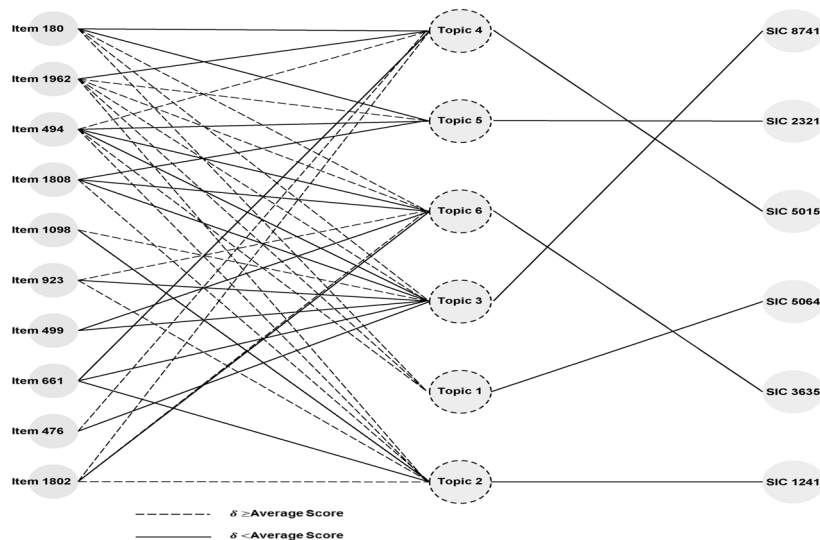 Item 180
Item 1962
Item 494
Item 1808
Item 1098
Item 923
Item 499
Item 661
Item 476
Item 1802
Topic 4
Topic 5
Topic 6
Topic 3
Topic 1
Topic 2
SIC 8741
SIC 2321
SIC 5015
SIC 5064
SIC 3635
SIC 1241
δ ≥Average Score
δ <Average Score